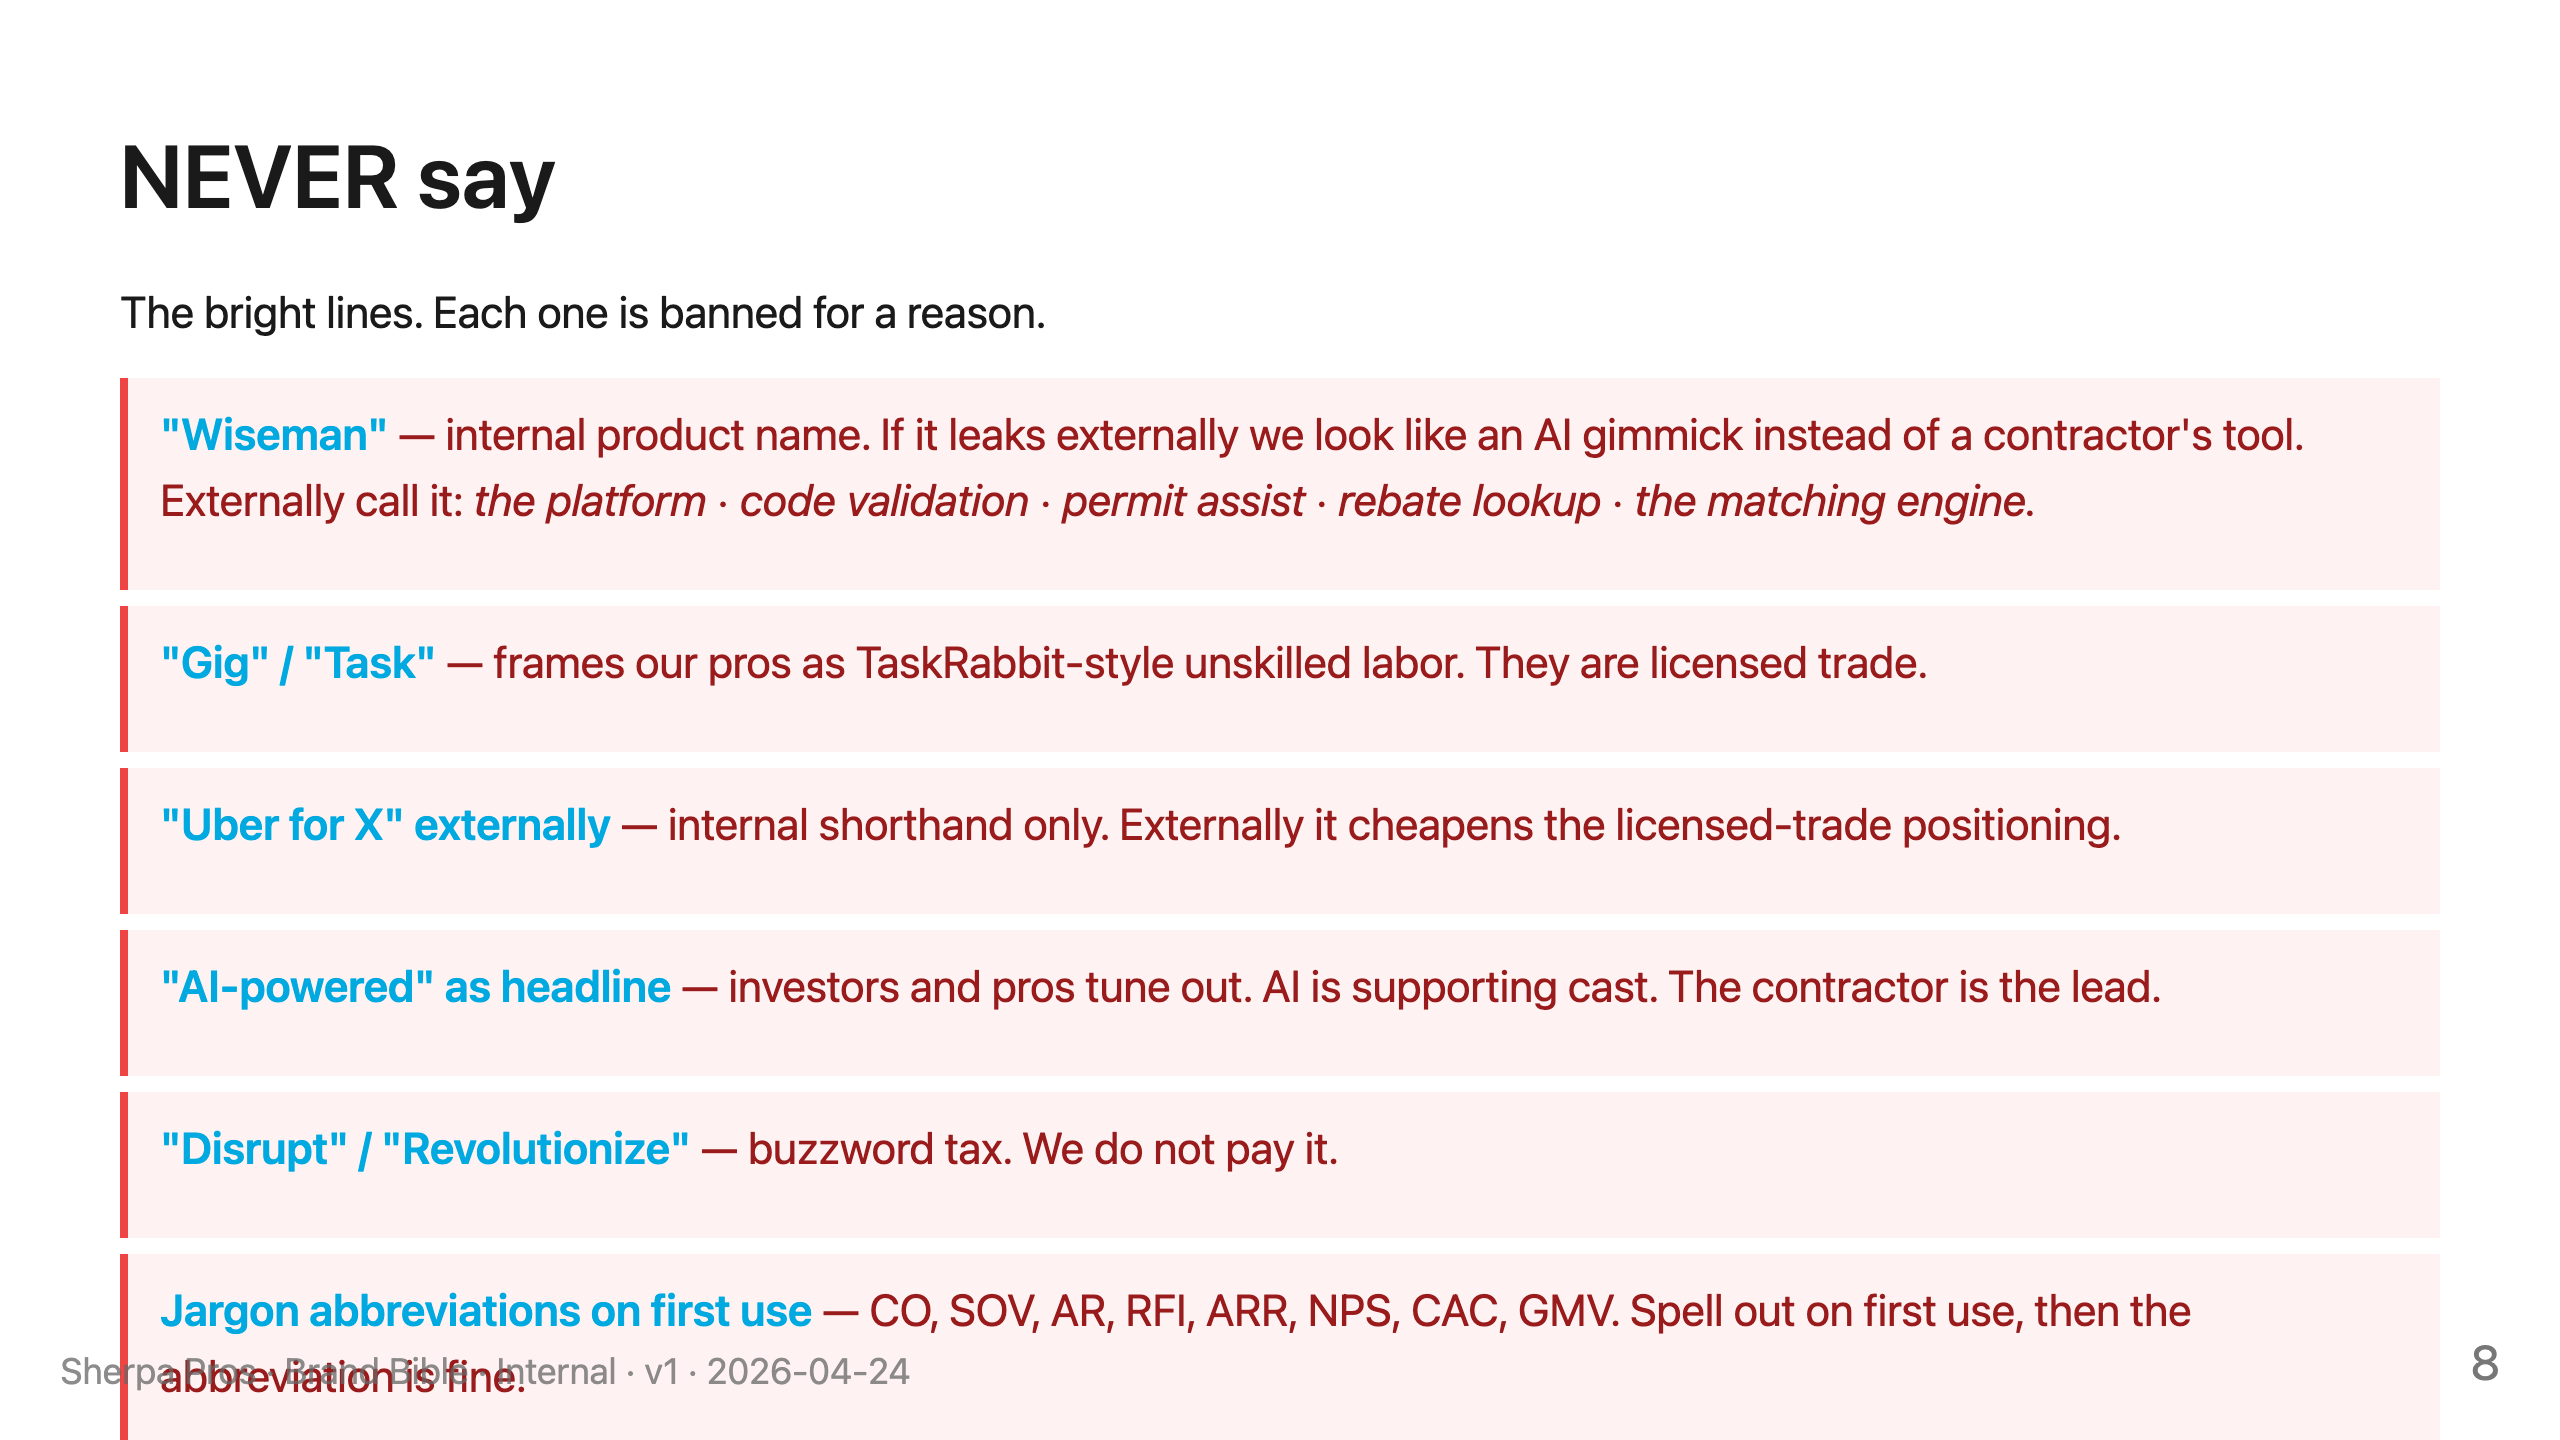 NEVER say
The bright lines. Each one is banned for a reason.
"Wiseman" — internal product name. If it leaks externally we look like an AI gimmick instead of a contractor's tool.
Externally call it: the platform · code validation · permit assist · rebate lookup · the matching engine.
"Gig" / "Task" — frames our pros as TaskRabbit-style unskilled labor. They are licensed trade.
"Uber for X" externally — internal shorthand only. Externally it cheapens the licensed-trade positioning.
"AI-powered" as headline — investors and pros tune out. AI is supporting cast. The contractor is the lead.
"Disrupt" / "Revolutionize" — buzzword tax. We do not pay it.
Jargon abbreviations on first use — CO, SOV, AR, RFI, ARR, NPS, CAC, GMV. Spell out on first use, then the
abbreviation is fine.
Sherpa Pros · Brand Bible · Internal · v1 · 2026-04-24
8